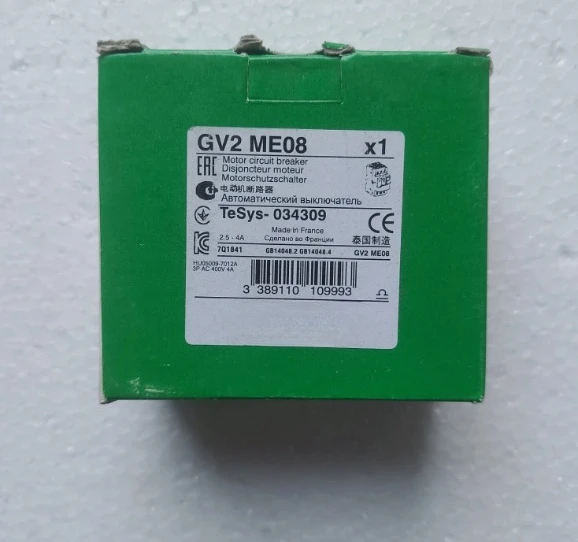 GV2 ME08 x1
EAC Motor circuit breaker
Disjoncteur moteur
Motorschutzschalter
电动机断路器
Автоматический выключатель
TeSys- 034309
CE
Made in France
2.5 - 4A Сделано во Франции 泰国制造
7Q1841 GB14048.2 GB14048.4 GV2 ME08
HU05009-7012A
3P AC 400V 4A
3 389110 109993